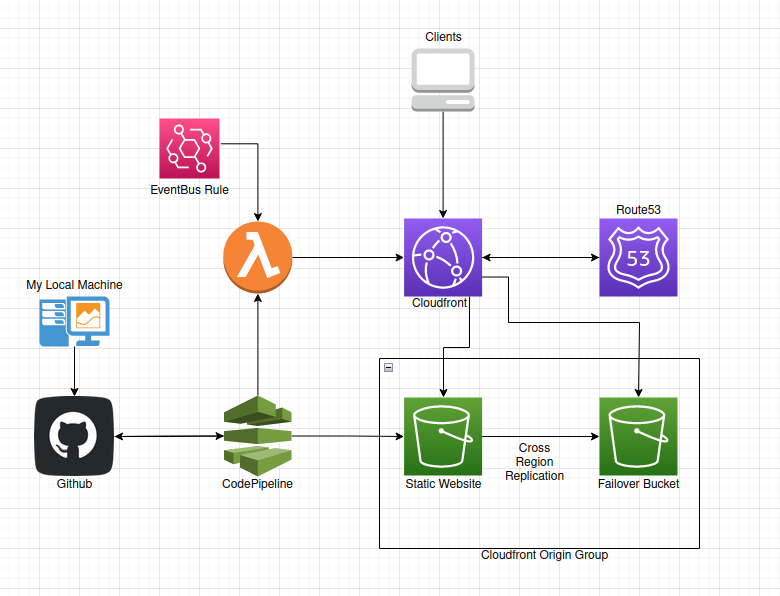 Clients
EventBus Rule
Route53
53
My Local Machine
Cloudfront
Cross
Region
Replication
Github
CodePipeline
Static Website
Failover Bucket
Cloudfront Origin Group